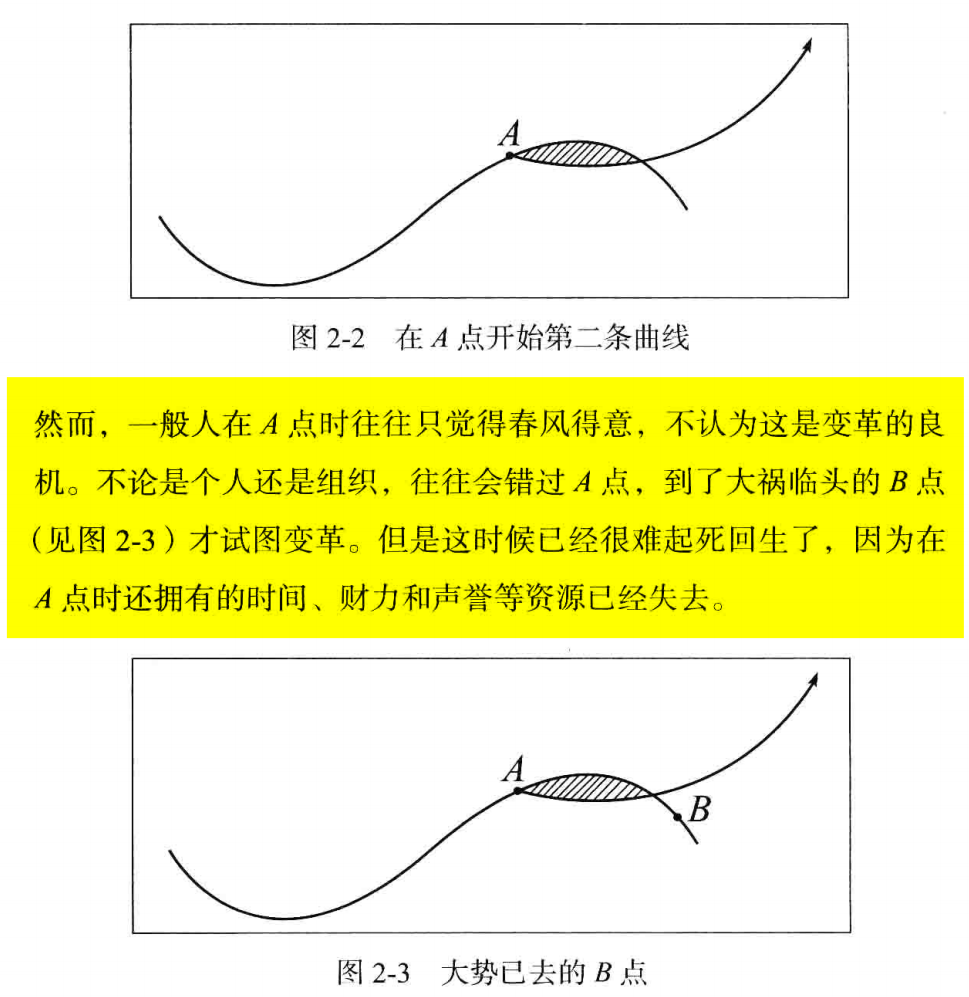 A
图 2-2 在 A 点开始第二条曲线
然而，一般人在 A 点时往往只觉得春风得意，不认为这是变革的良
机。不论是个人还是组织，往往会错过 A 点，到了大祸临头的 B 点
（见图 2-3）才试图变革。但是这时候已经很难起死回生了，因为在
A 点时还拥有的时间、财力和声誉等资源已经失去。
A
B
图 2-3 大势已去的 B 点